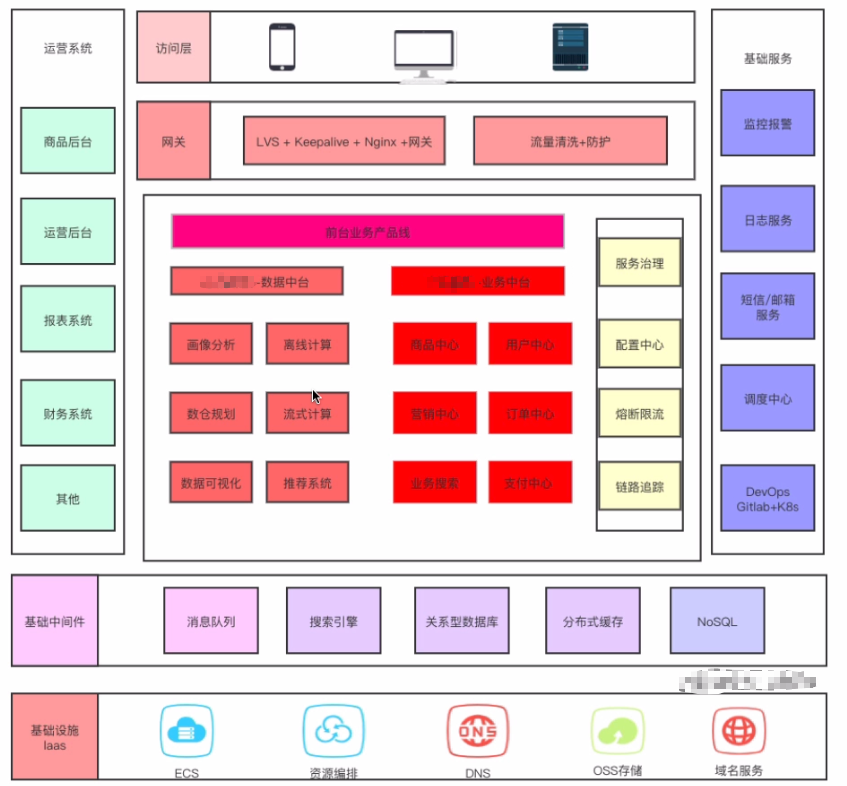 运营系统
商品后台
运营后台
报表系统
财务系统
其他
访问层
网关
LVS + Keepalive + Nginx +网关
流量清洗+防护
前台业务产品线
-数据中台
-业务中台
画像分析
离线计算
商品中心
用户中心
数仓规划
流式计算
营销中心
订单中心
数据可视化
推荐系统
业务搜索
支付中心
服务治理
配置中心
熔断限流
链路追踪
基础服务
监控报警
日志服务
短信/邮箱
服务
调度中心
DevOps
Gitlab+K8s
基础中间件
消息队列
搜索引擎
关系型数据库
分布式缓存
NoSQL
基础设施
Iaas
ECS
资源编排
DNS
DNS
OSS存储
域名服务